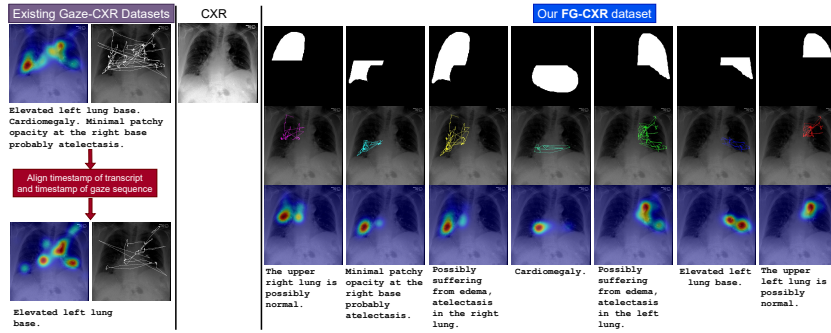 Existing Gaze-CXR Datasets
CXR
Our FG-CXR dataset
Elevated left lung base.
Cardiomegaly. Minimal patchy
opacity at the right base
probably atelectasis.
Align timestamp of transcript
and timestamp of gaze sequence
Elevated left lung
base.
The upper
right lung is
possibly
normal.
Minimal patchy
opacity at the
right base
probably
atelectasis.
Possibly
suffering
from edema,
atelectasis
in the right
lung.
Cardiomegaly.
Possibly
suffering
from edema,
atelectasis
in the left
lung.
Elevated left
lung base.
The upper
left lung is
possibly
normal.